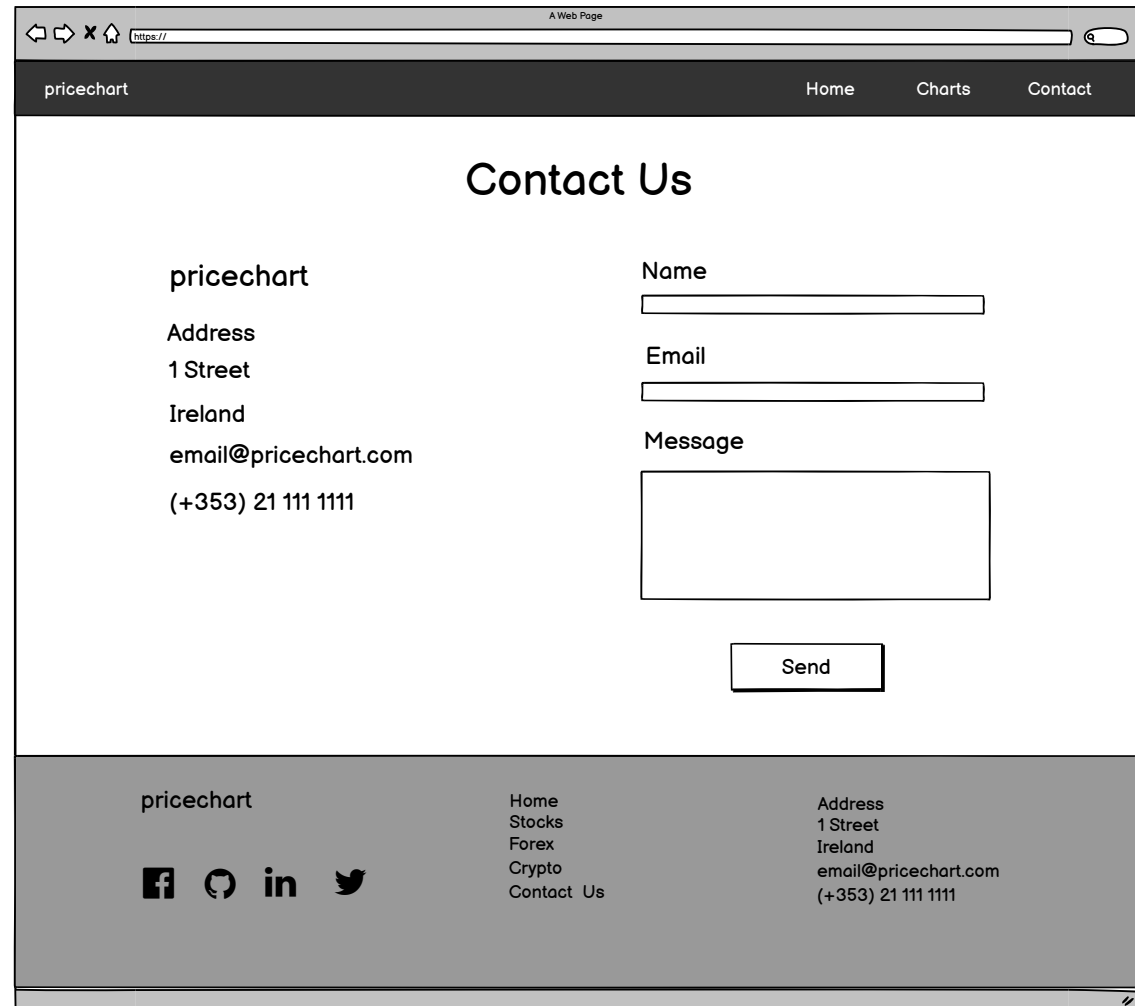 A Web Page
https://
pricechart
Home
Charts
Contact
Contact Us
pricechart
Address
1 Street
Ireland
email@pricechart.com
(+353) 21 111 1111
Name
Email
Message
Send
pricechart
Home
Stocks
Forex
Crypto
Contact Us
Address
1 Street
Ireland
email@pricechart.com
(+353) 21 111 1111